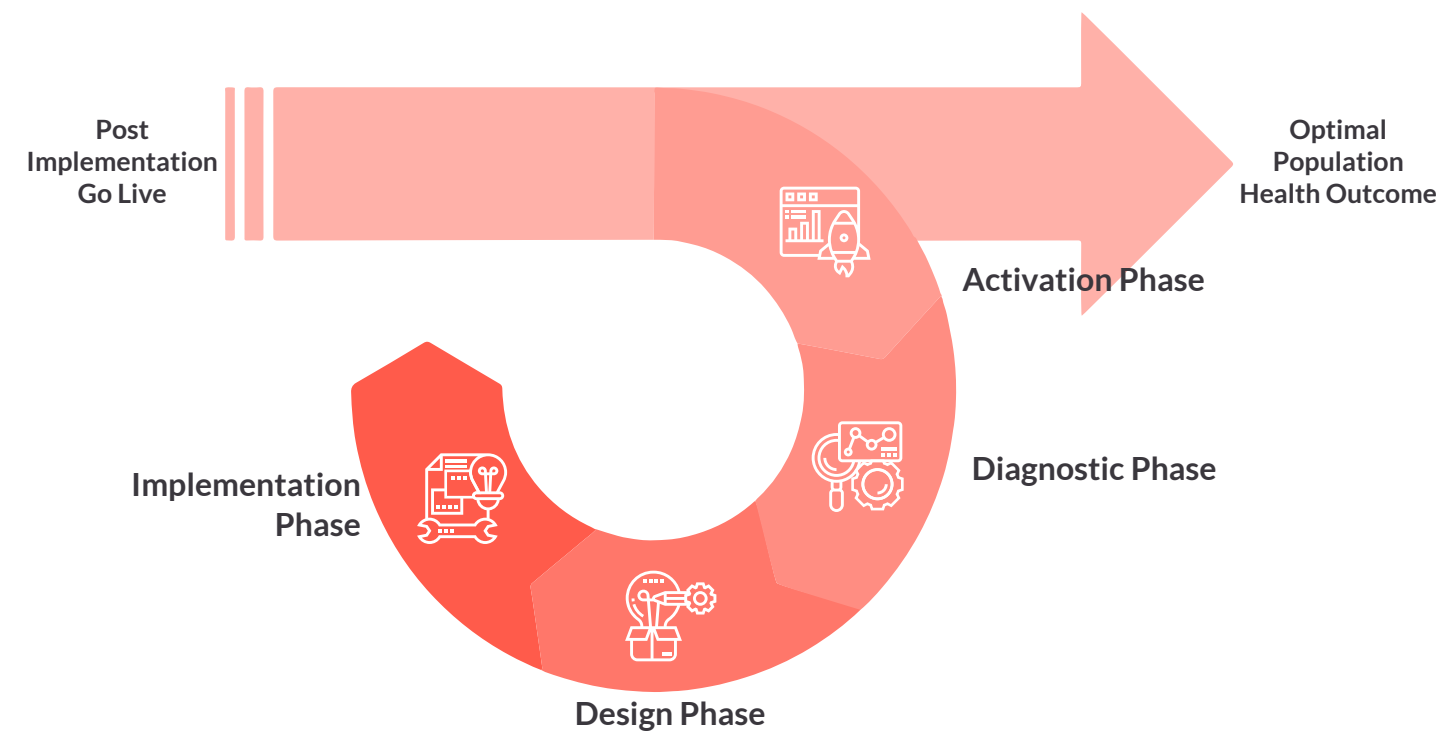 Post
Implementation
Go Live
Optimal
Population
Health Outcome
Activation Phase
Diagnostic Phase
Implementation
Phase
Design Phase